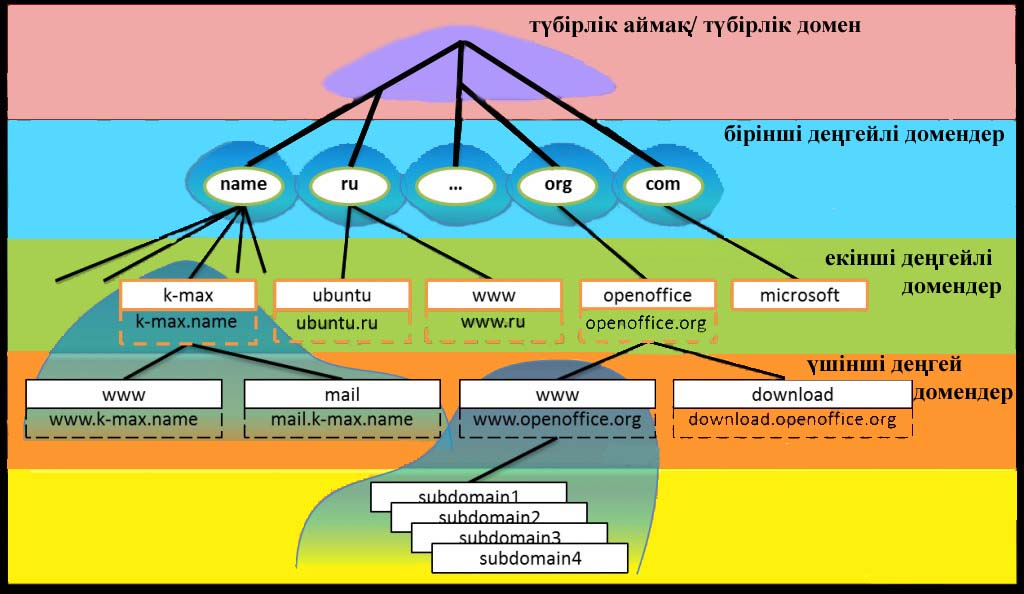 түбірлік аймақ/ түбірлік домен
бірінші деңгейлі домендер
name
ru
...
org
com
екінші деңгейлі
домендер
k-max
ubuntu
www
openoffice
microsoft
k-max.name
ubuntu.ru
www.ru
openoffice.org
үшінші деңгей
домендер
www
mail
www
download
www.k-max.name
mail.k-max.name
www.openoffice.org
download.openoffice.org
subdomain1
subdomain2
subdomain3
subdomain4